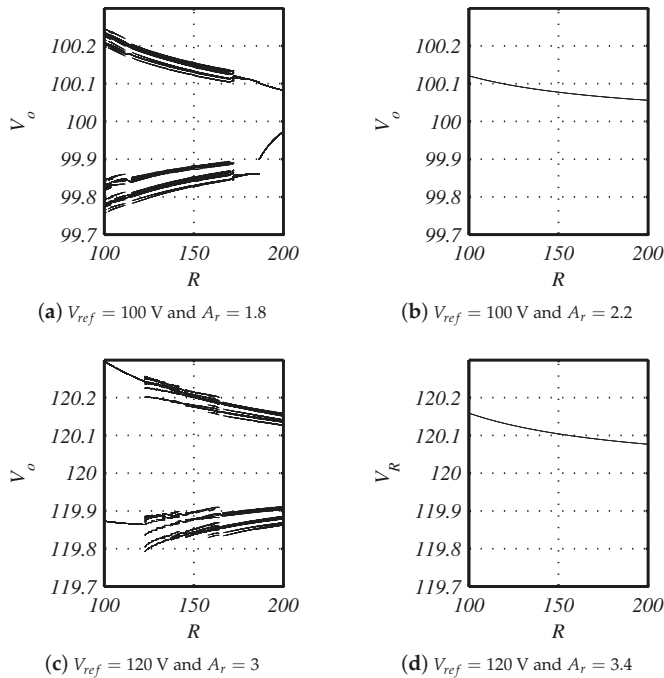 100.2
100.1
100
99.9
99.8
99.7
V_o
100 150 200
R
(a) V_ref = 100 V and A_r = 1.8
100.2
100.1
100
99.9
99.8
99.7
V_o
100 150 200
R
(b) V_ref = 100 V and A_r = 2.2
120.2
120.1
120
119.9
119.8
119.7
V_o
100 150 200
R
(c) V_ref = 120 V and A_r = 3
120.2
120.1
120
119.9
119.8
119.7
V_R
100 150 200
R
(d) V_ref = 120 V and A_r = 3.4